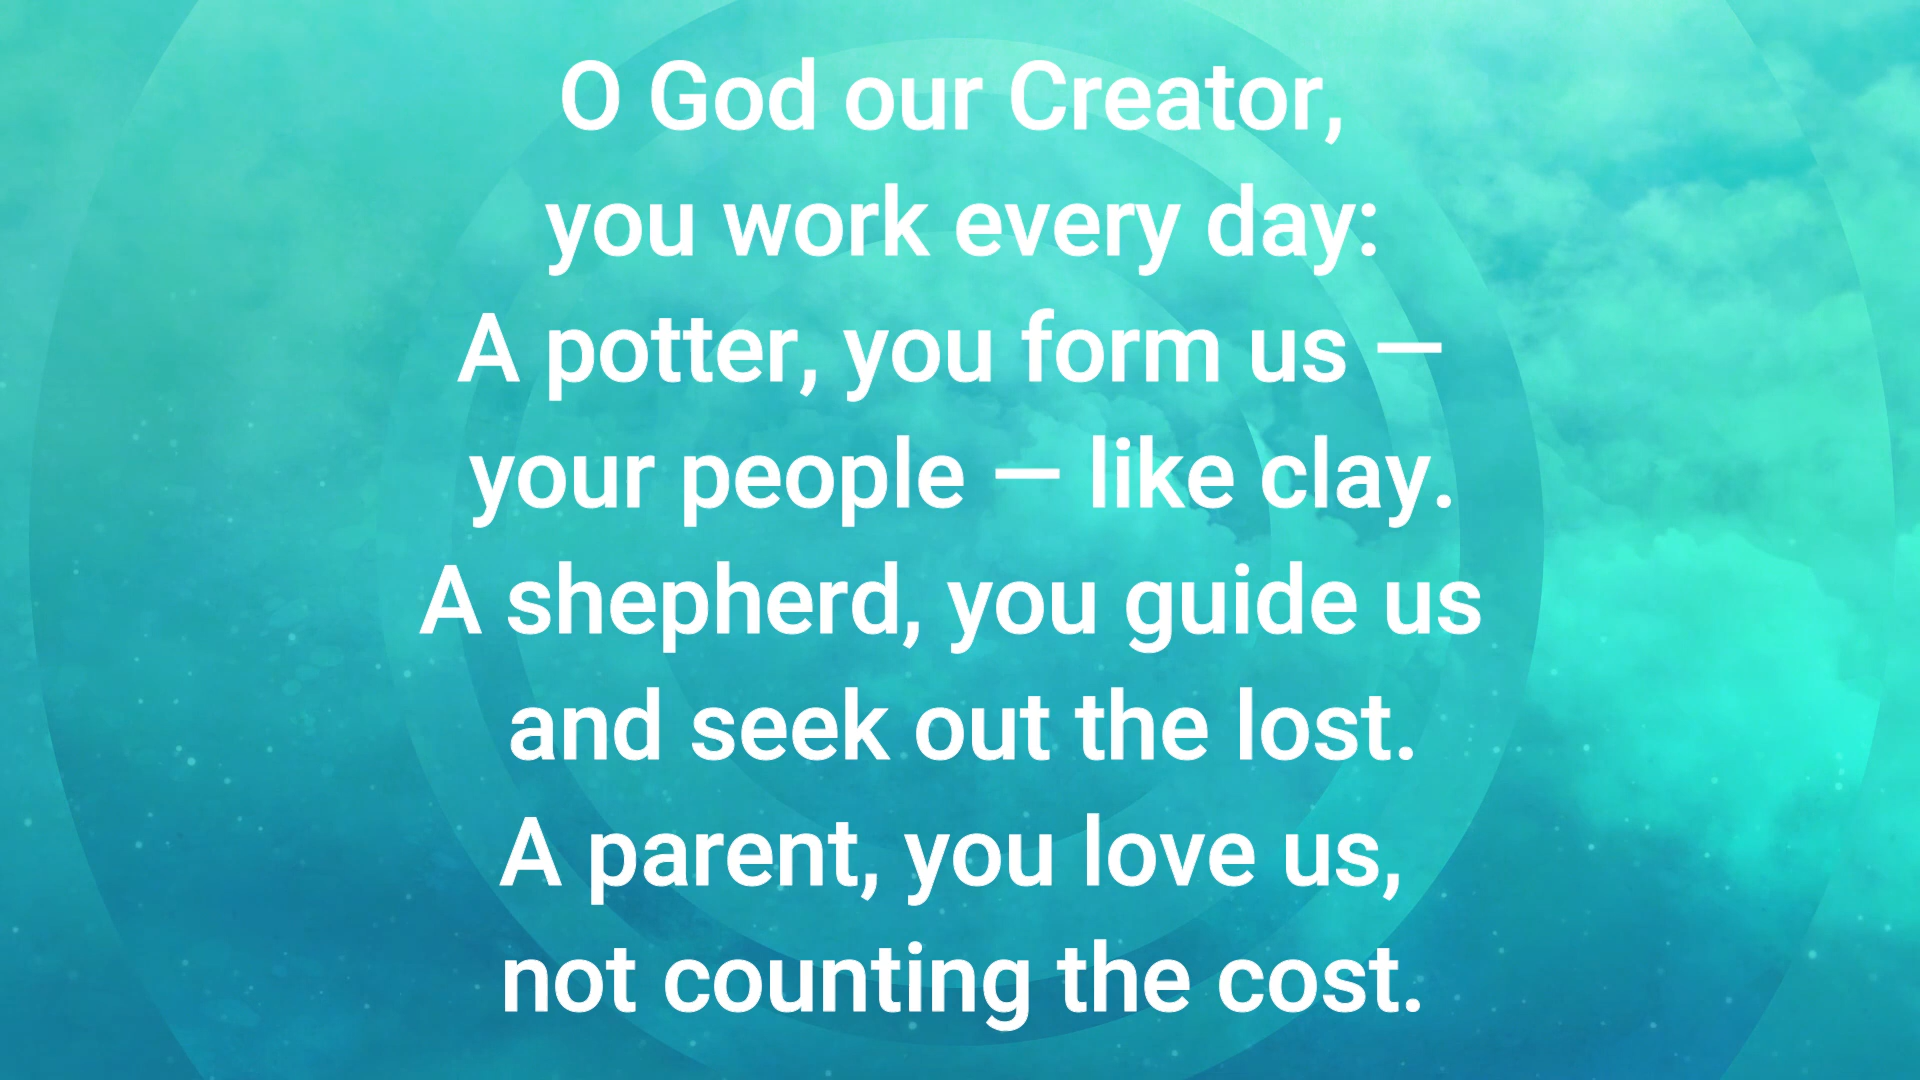 O God our Creator,
you work every day:
A potter, you form us —
your people — like clay.
A shepherd, you guide us
and seek out the lost.
A parent, you love us,
not counting the cost.